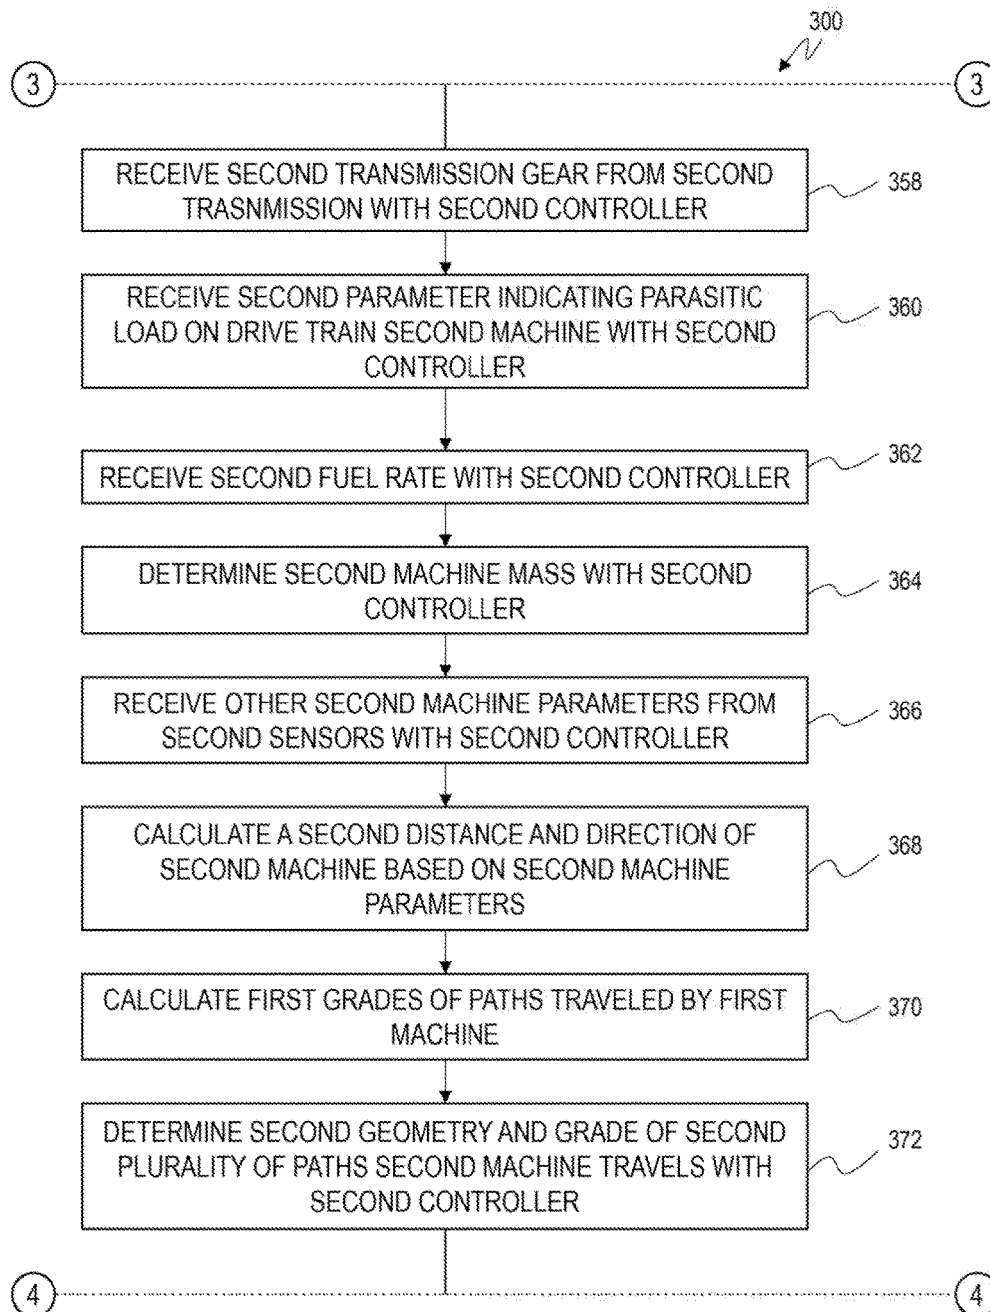 300
3 3
RECEIVE SECOND TRANSMISSION GEAR FROM SECOND
TRASNMISSION WITH SECOND CONTROLLER
358
RECEIVE SECOND PARAMETER INDICATING PARASITIC
LOAD ON DRIVE TRAIN SECOND MACHINE WITH SECOND
CONTROLLER
360
RECEIVE SECOND FUEL RATE WITH SECOND CONTROLLER
362
DETERMINE SECOND MACHINE MASS WITH SECOND
CONTROLLER
364
RECEIVE OTHER SECOND MACHINE PARAMETERS FROM
SECOND SENSORS WITH SECOND CONTROLLER
366
CALCULATE A SECOND DISTANCE AND DIRECTION OF
SECOND MACHINE BASED ON SECOND MACHINE
PARAMETERS
368
CALCULATE FIRST GRADES OF PATHS TRAVELED BY FIRST
MACHINE
370
DETERMINE SECOND GEOMETRY AND GRADE OF SECOND
PLURALITY OF PATHS SECOND MACHINE TRAVELS WITH
SECOND CONTROLLER
372
4 4